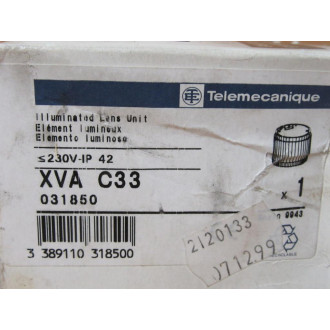 Telemecanique
Illuminated Lens Unit
Elément lumineux
Elemento luminoso
≤230V-IP 42
XVA C33
031850
x 1
9943
2120133
071299
3 389110 318500